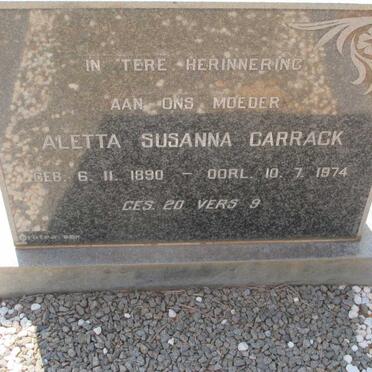 IN TERE HERINNERING
AAN ONS MOEDER
ALETTA SUSANNA CARRACK
GEB. 6. 11. 1890 - OORL. 10. 7. 1974
GES. 20 VERS 9